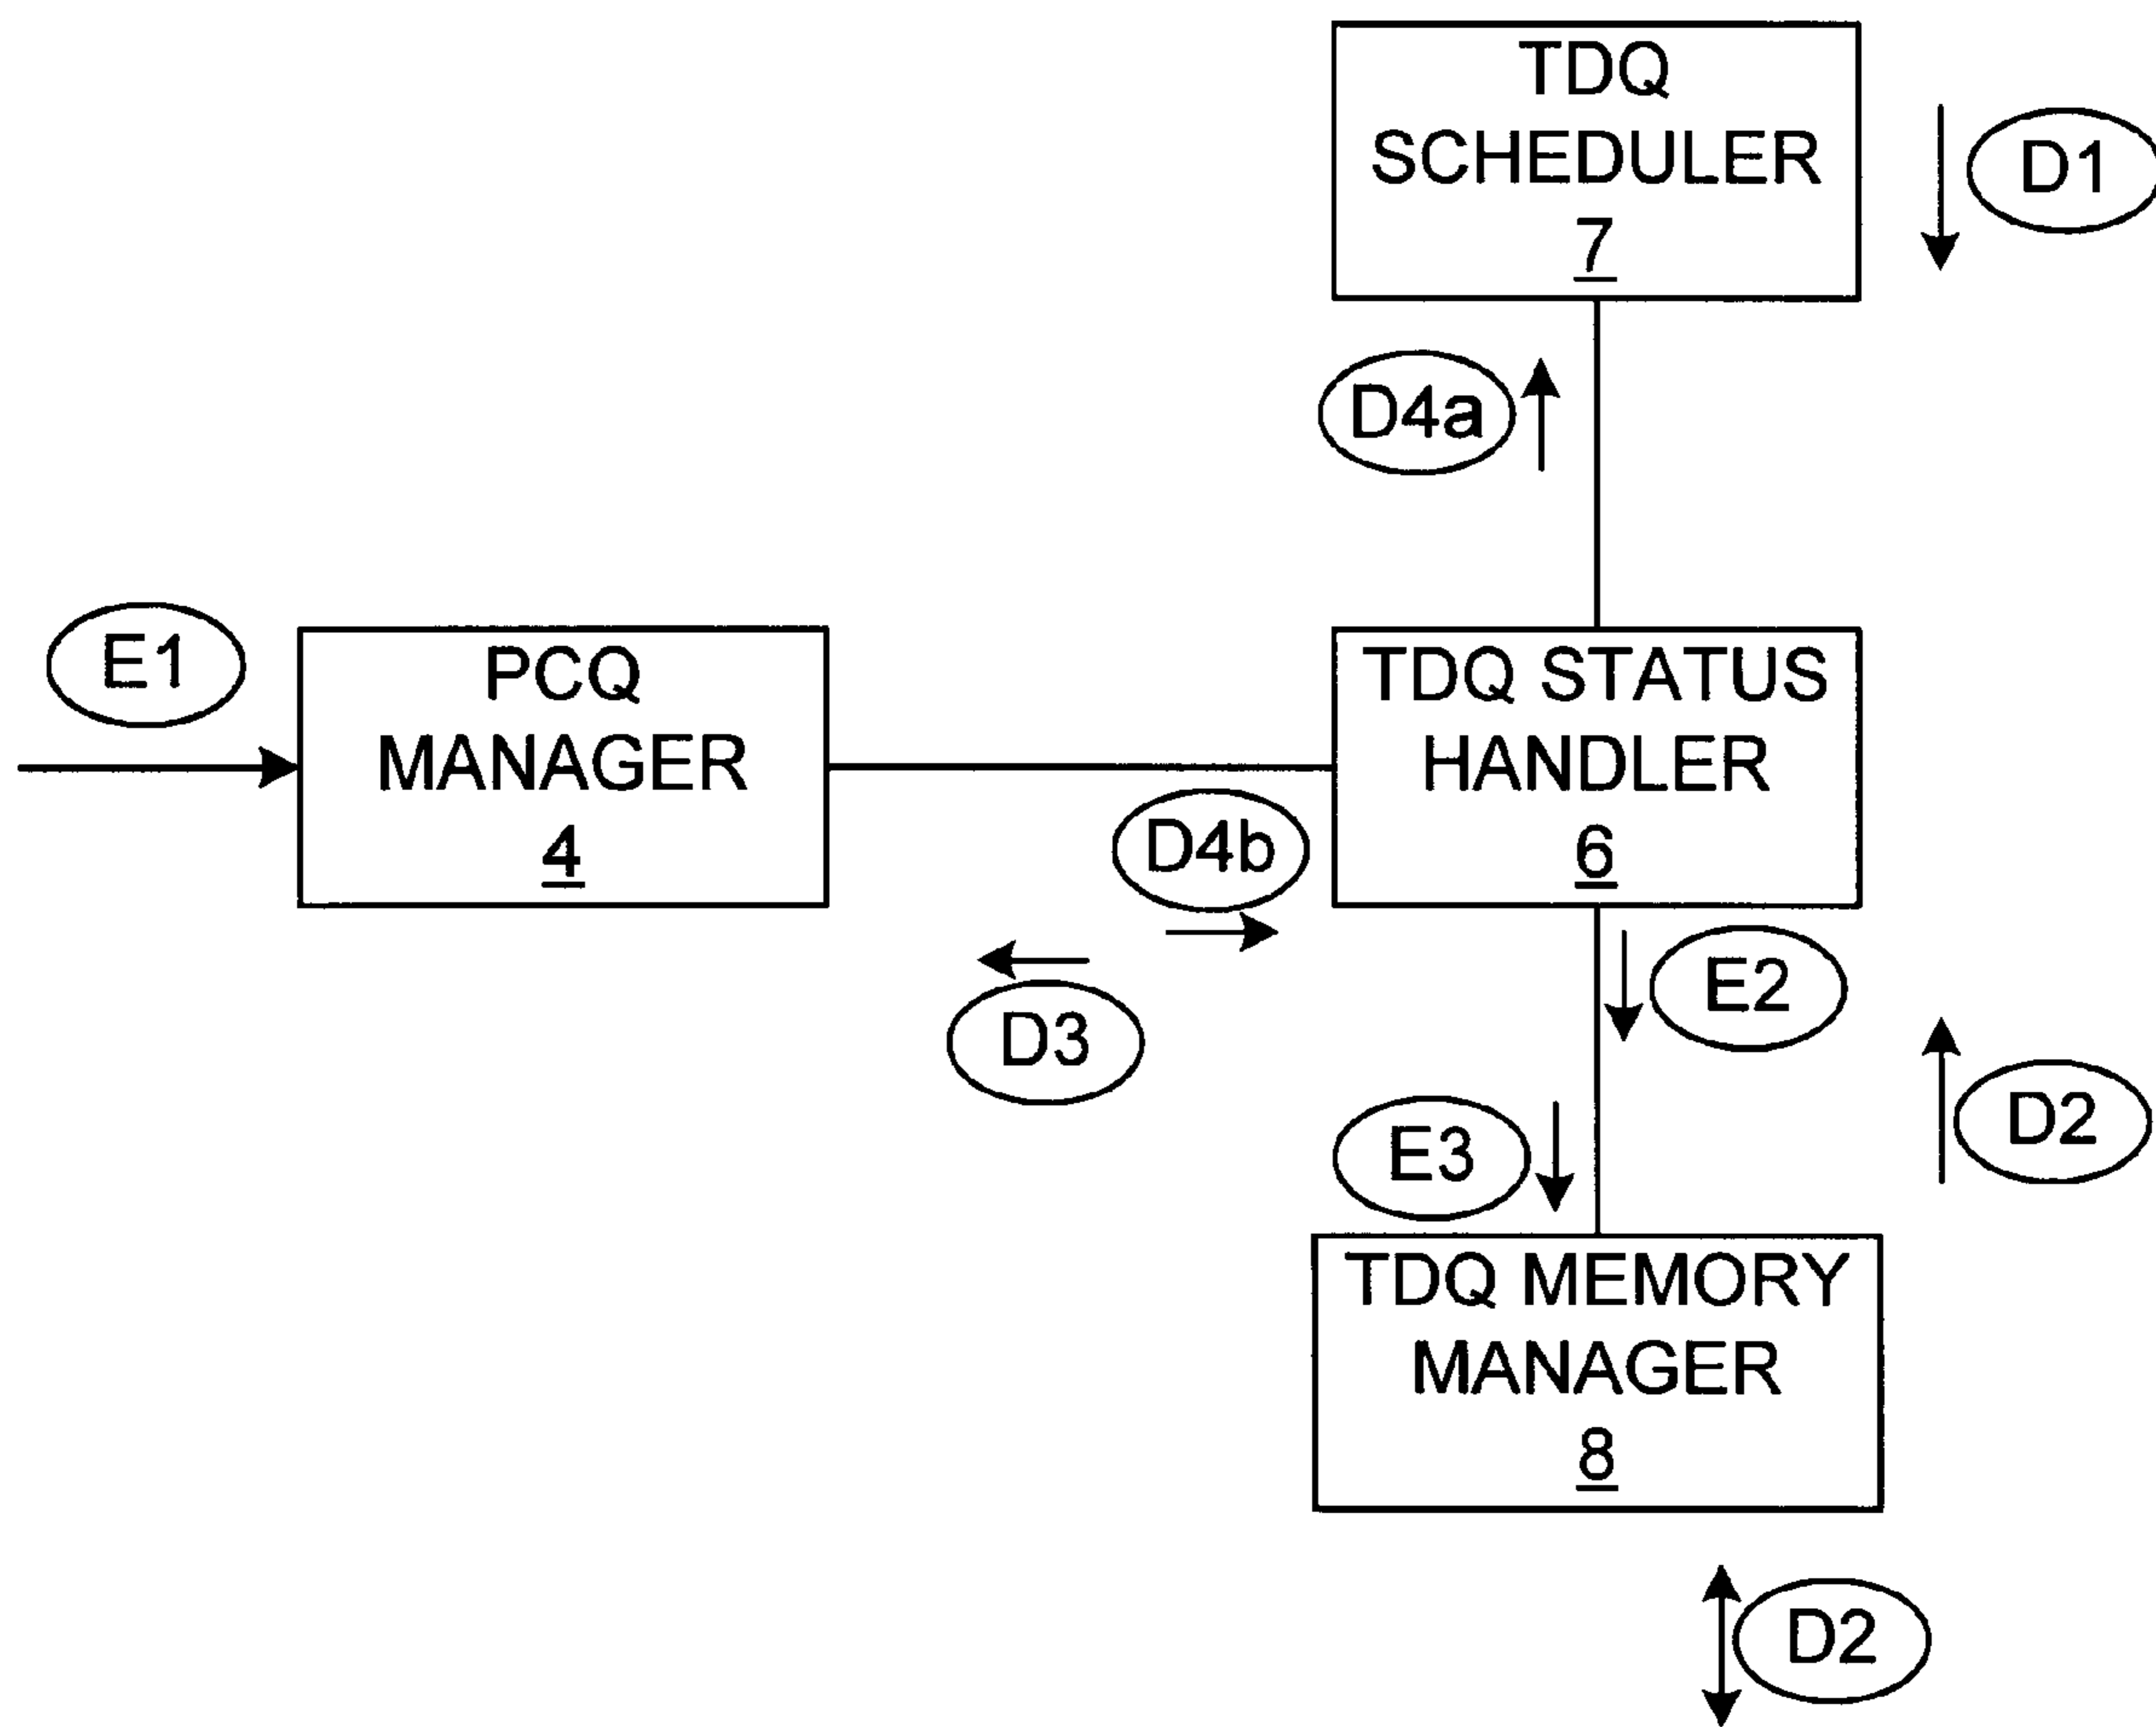 TDQ
SCHEDULER
7
D1
D4a
E1
PCQ
MANAGER
4
TDQ STATUS
HANDLER
6
D4b
E2
D3
D2
E3
TDQ MEMORY
MANAGER
8
D2